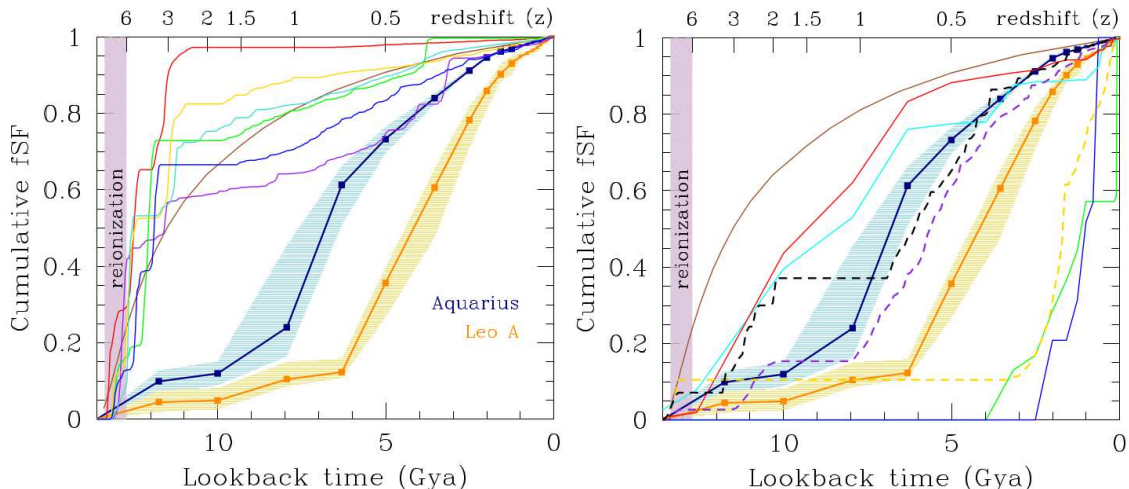 6 3 2 1.5 1 0.5 redshift (z)
1
0.8
0.6
0.4
0.2
0
Cumulative fSF
reionization
Aquarius
Leo A
10 5 0
Lookback time (Gya)
6 3 2 1.5 1 0.5 redshift (z)
1
0.8
0.6
0.4
0.2
0
Cumulative fSF
reionization
10 5 0
Lookback time (Gya)